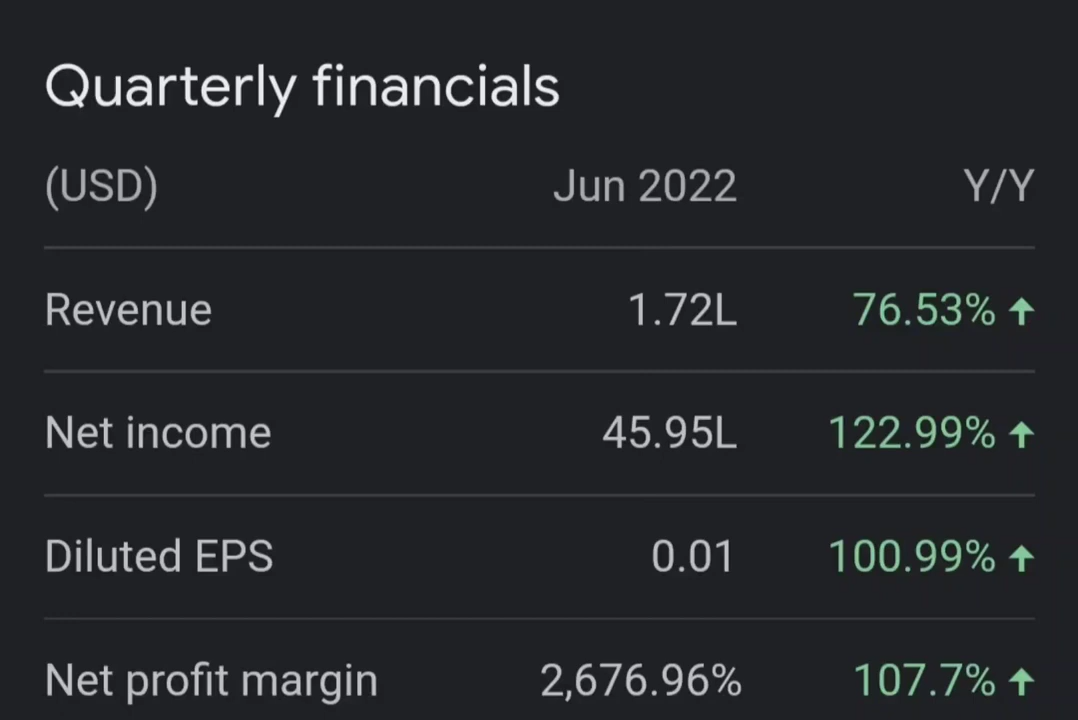 Quarterly financials
(USD) Jun 2022 Y/Y
Revenue 1.72L 76.53% ↑
Net income 45.95L 122.99% ↑
Diluted EPS 0.01 100.99% ↑
Net profit margin 2,676.96% 107.7% ↑